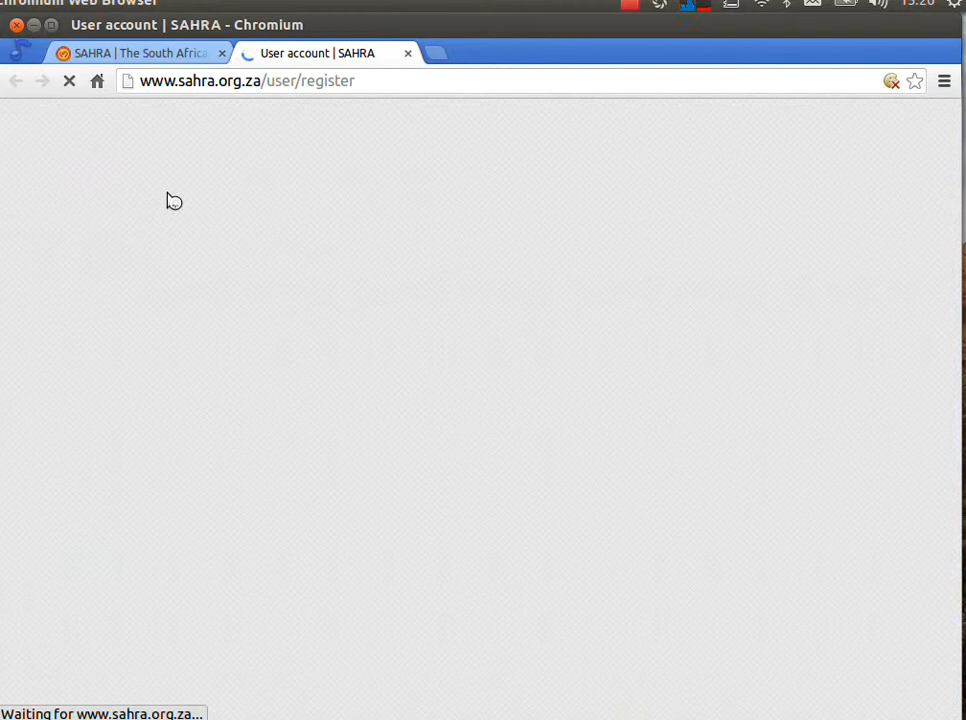 Chromium Web Browser
User account | SAHRA - Chromium
SAHRA | The South Africa
User account | SAHRA
www.sahra.org.za/user/register
Waiting for www.sahra.org.za...